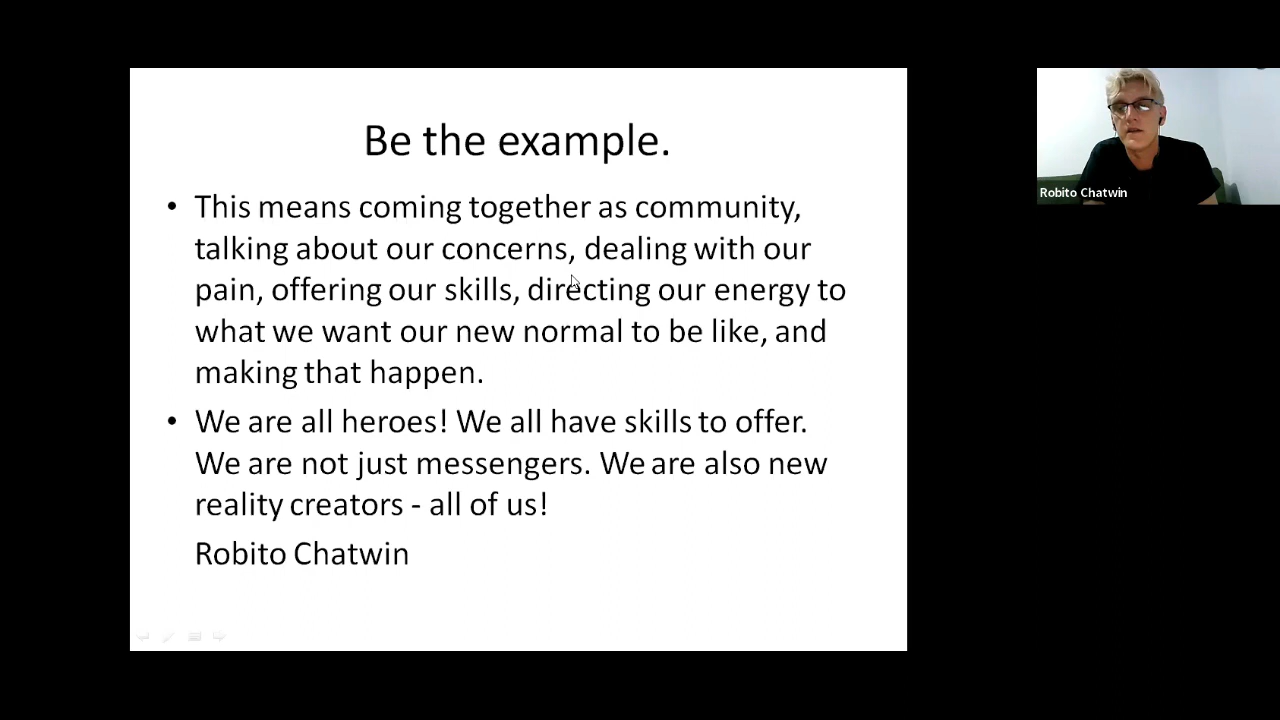 Be the example.
• This means coming together as community,
talking about our concerns, dealing with our
pain, offering our skills, directing our energy to
what we want our new normal to be like, and
making that happen.
• We are all heroes! We all have skills to offer.
We are not just messengers. We are also new
reality creators - all of us!
Robito Chatwin
Robito Chatwin